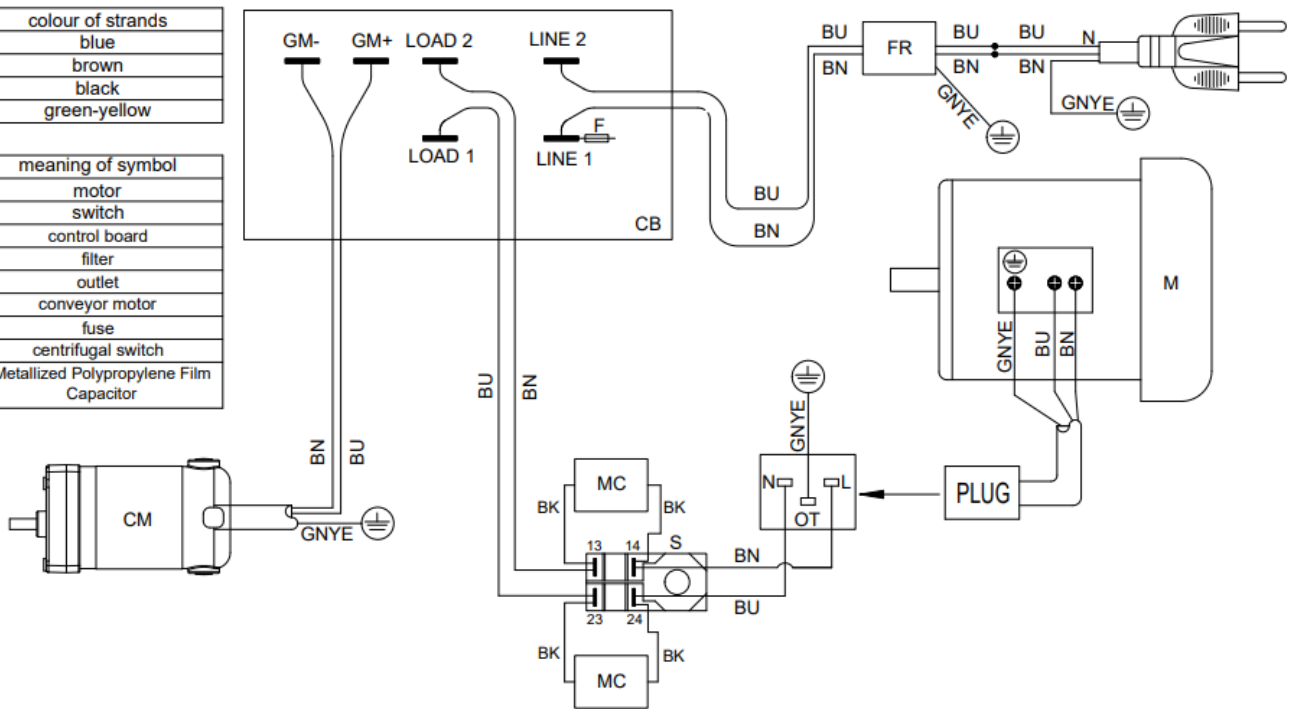 colour of strands
blue
brown
black
green-yellow
meaning of symbol
motor
switch
control board
filter
outlet
conveyor motor
fuse
centrifugal switch
Metallized Polypropylene Film
Capacitor
GM-
GM+
LOAD 2
LINE 2
LOAD 1
F
LINE 1
CB
BU
BN
FR
BU
BU
N
BN
BN
GNYE
GNYE
BU
BN
M
GNYE
BU
BN
BU
BN
GNYE
BN
BU
CM
GNYE
MC
BK
BK
13
14
S
23
24
BN
BU
BK
BK
MC
N
L
OT
PLUG